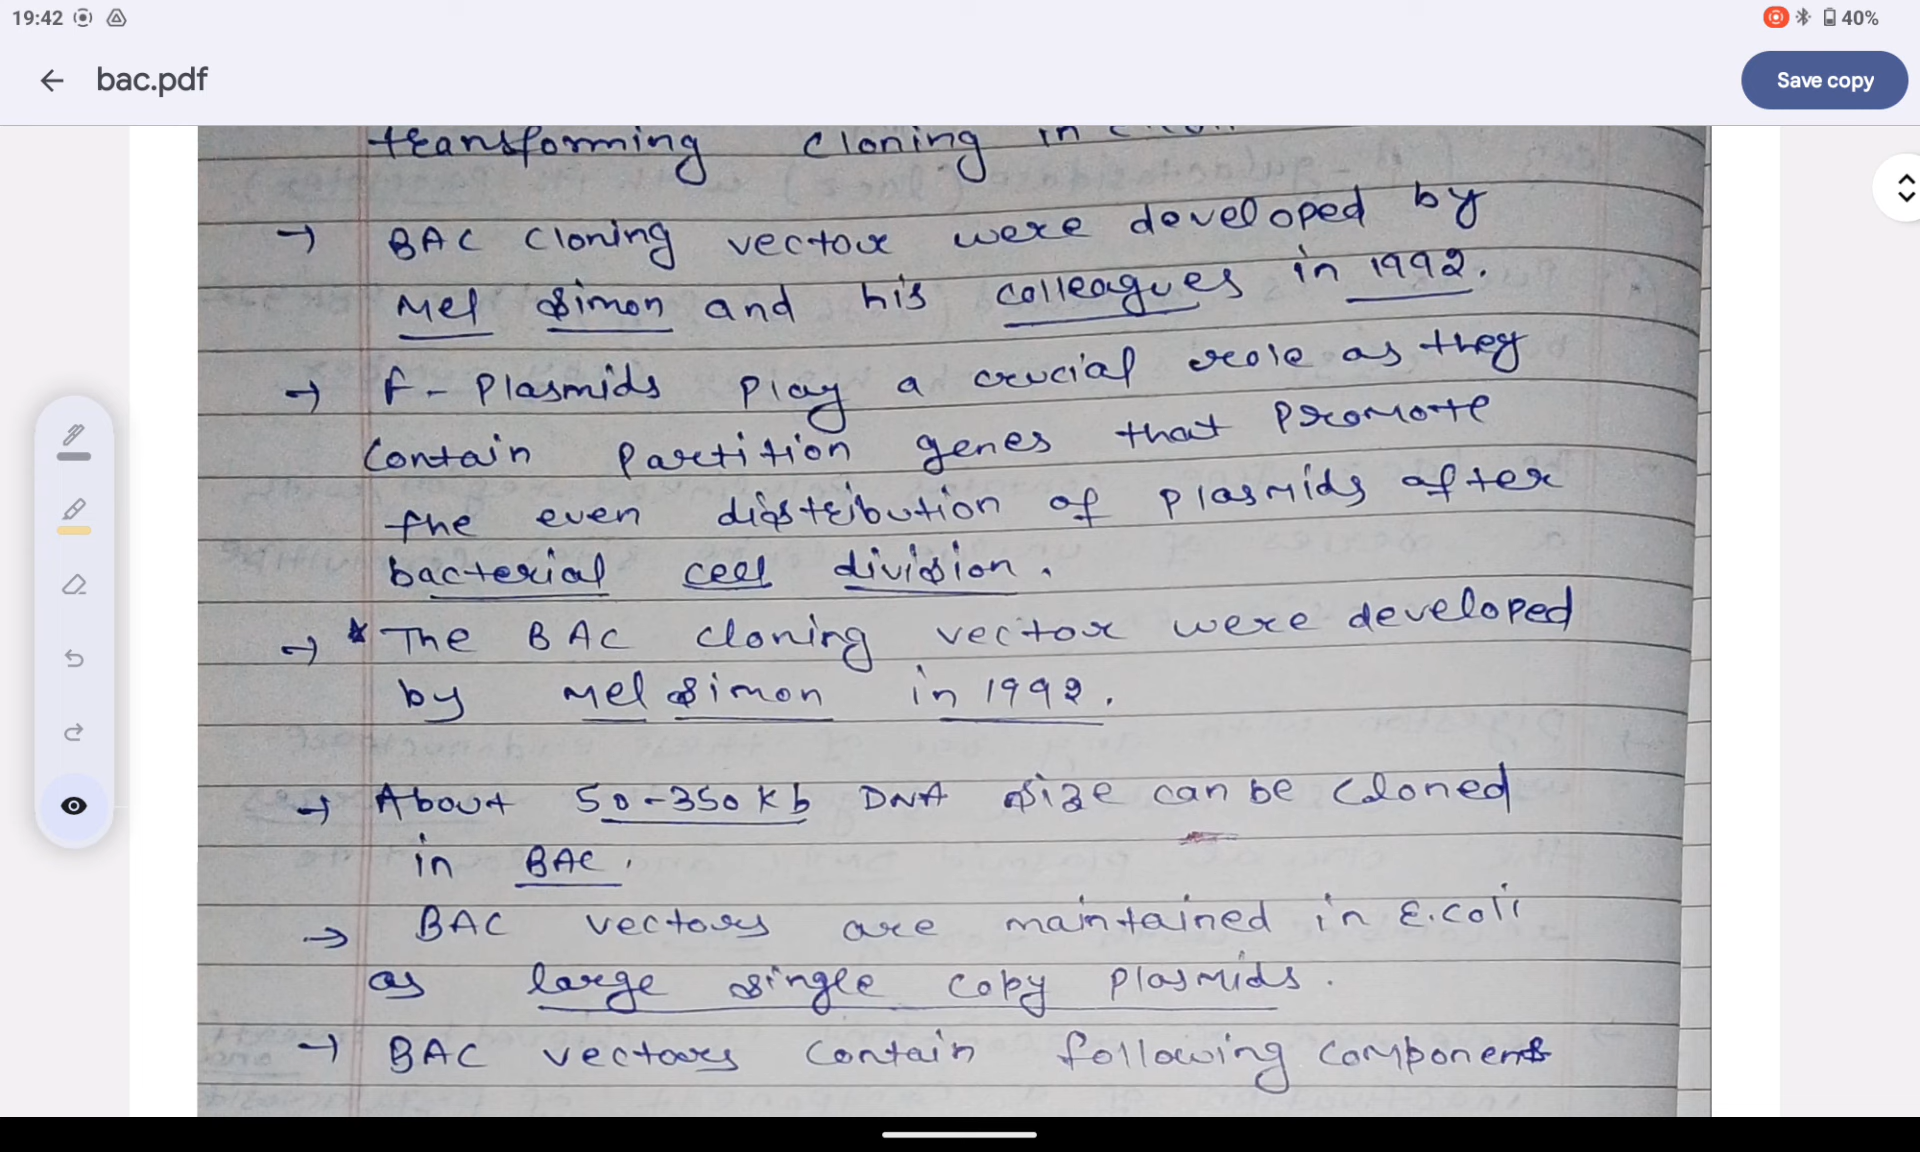 19:42
40%
bac.pdf
Save copy
transforming cloning in
→ BAC cloning vector were developed by
Mel Simon and his colleagues in 1992.
→ F - Plasmids Play a crucial role as they
Contain Partition genes that Promote
the even distribution of plasmids after
bacterial cell division.
→ * The BAC cloning vector were developed
by Mel Simon in 1992.
→ About 50-350 kb DNA size can be cloned
in BAC.
→ BAC vectors are maintained in E.coli
as large single copy plasmids.
→ BAC vectors contain following components